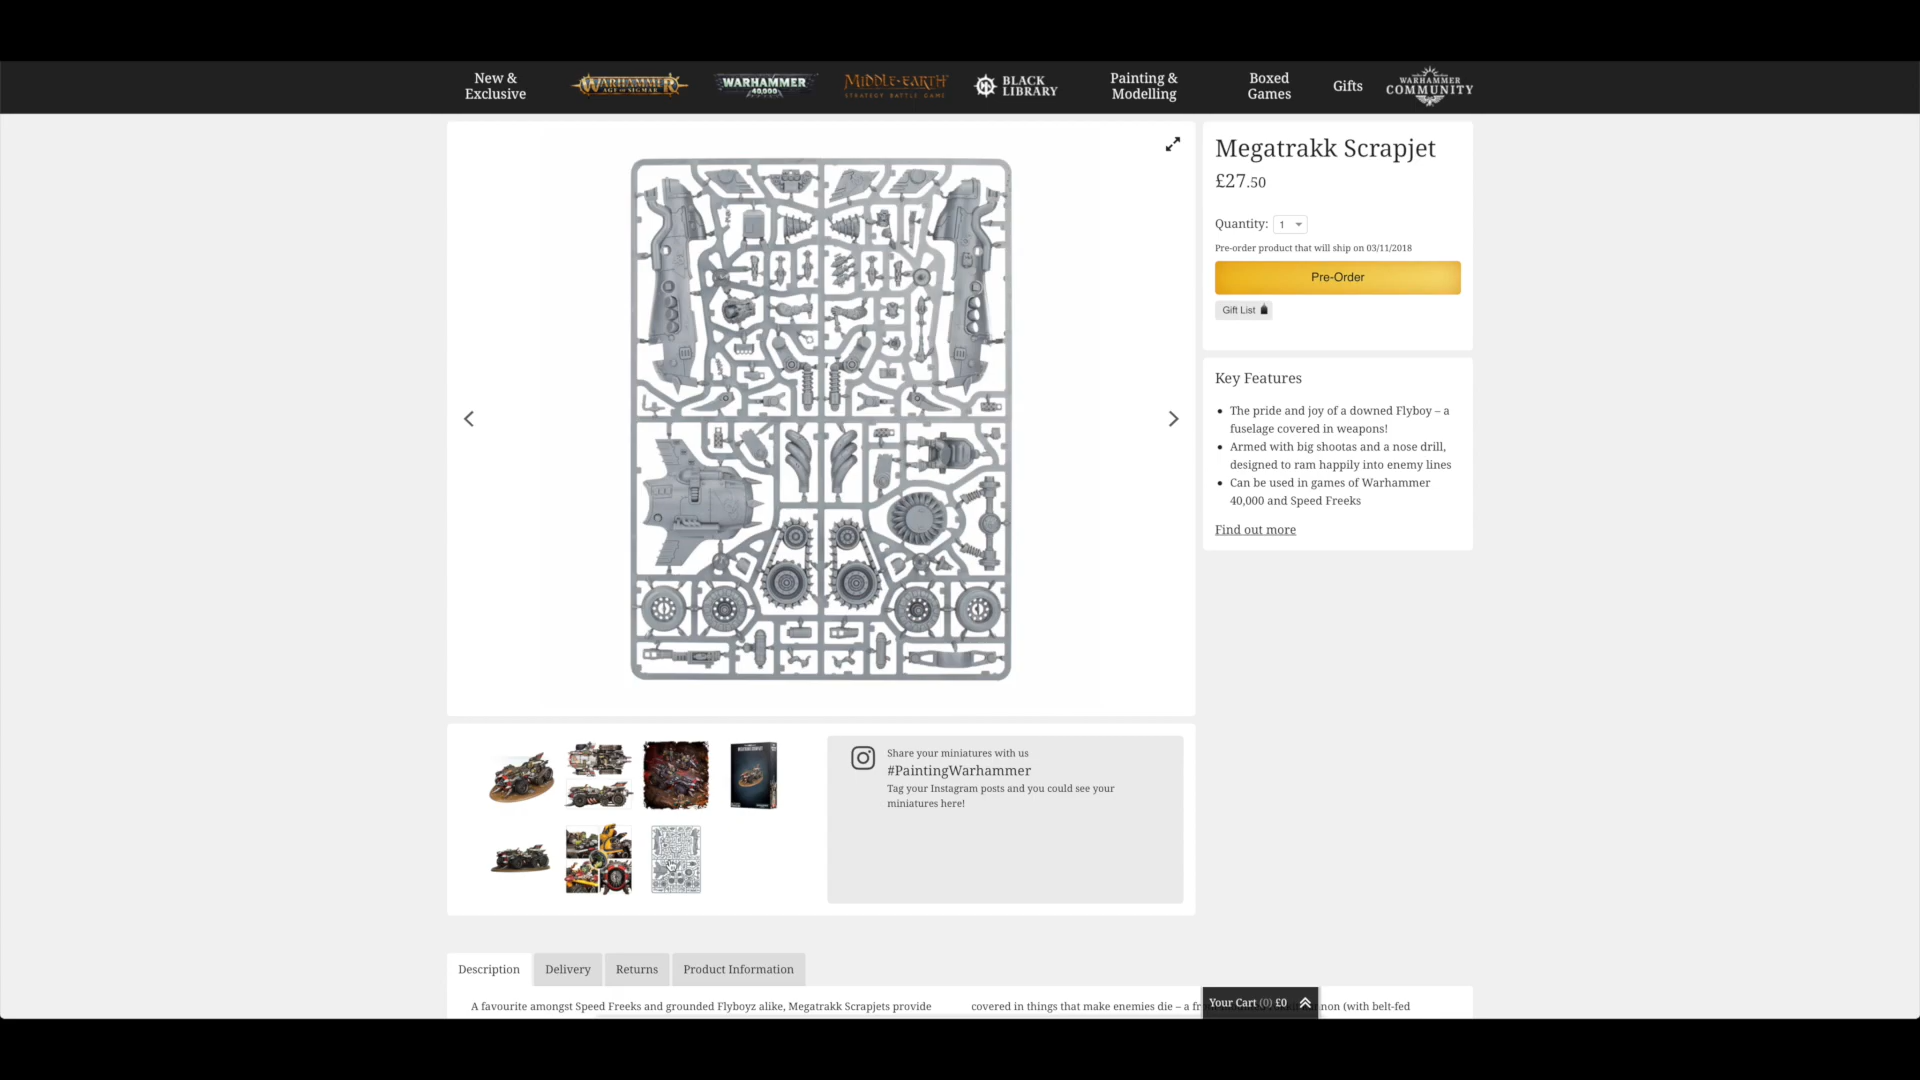 New &
Exclusive
WARHAMMER
AGE OF SIGMAR
WARHAMMER
40,000
MIDDLE-EARTH
STRATEGY BATTLE GAME
BLACK
LIBRARY
Painting &
Modelling
Boxed
Games
Gifts
WARHAMMER
COMMUNITY
Megatrakk Scrapjet
£27.50
Quantity: 1
Pre-order product that will ship on 03/11/2018
Pre-Order
Gift List
Key Features
The pride and joy of a downed Flyboy – a
fuselage covered in weapons!
Armed with big shootas and a nose drill,
designed to ram happily into enemy lines
Can be used in games of Warhammer
40,000 and Speed Freeks
Find out more
Share your miniatures with us
#PaintingWarhammer
Tag your Instagram posts and you could see your
miniatures here!
Description
Delivery
Returns
Product Information
A favourite amongst Speed Freeks and grounded Flyboyz alike, Megatrakk Scrapjets provide
covered in things that make enemies die – a
non (with belt-fed
Your Cart (0) £0